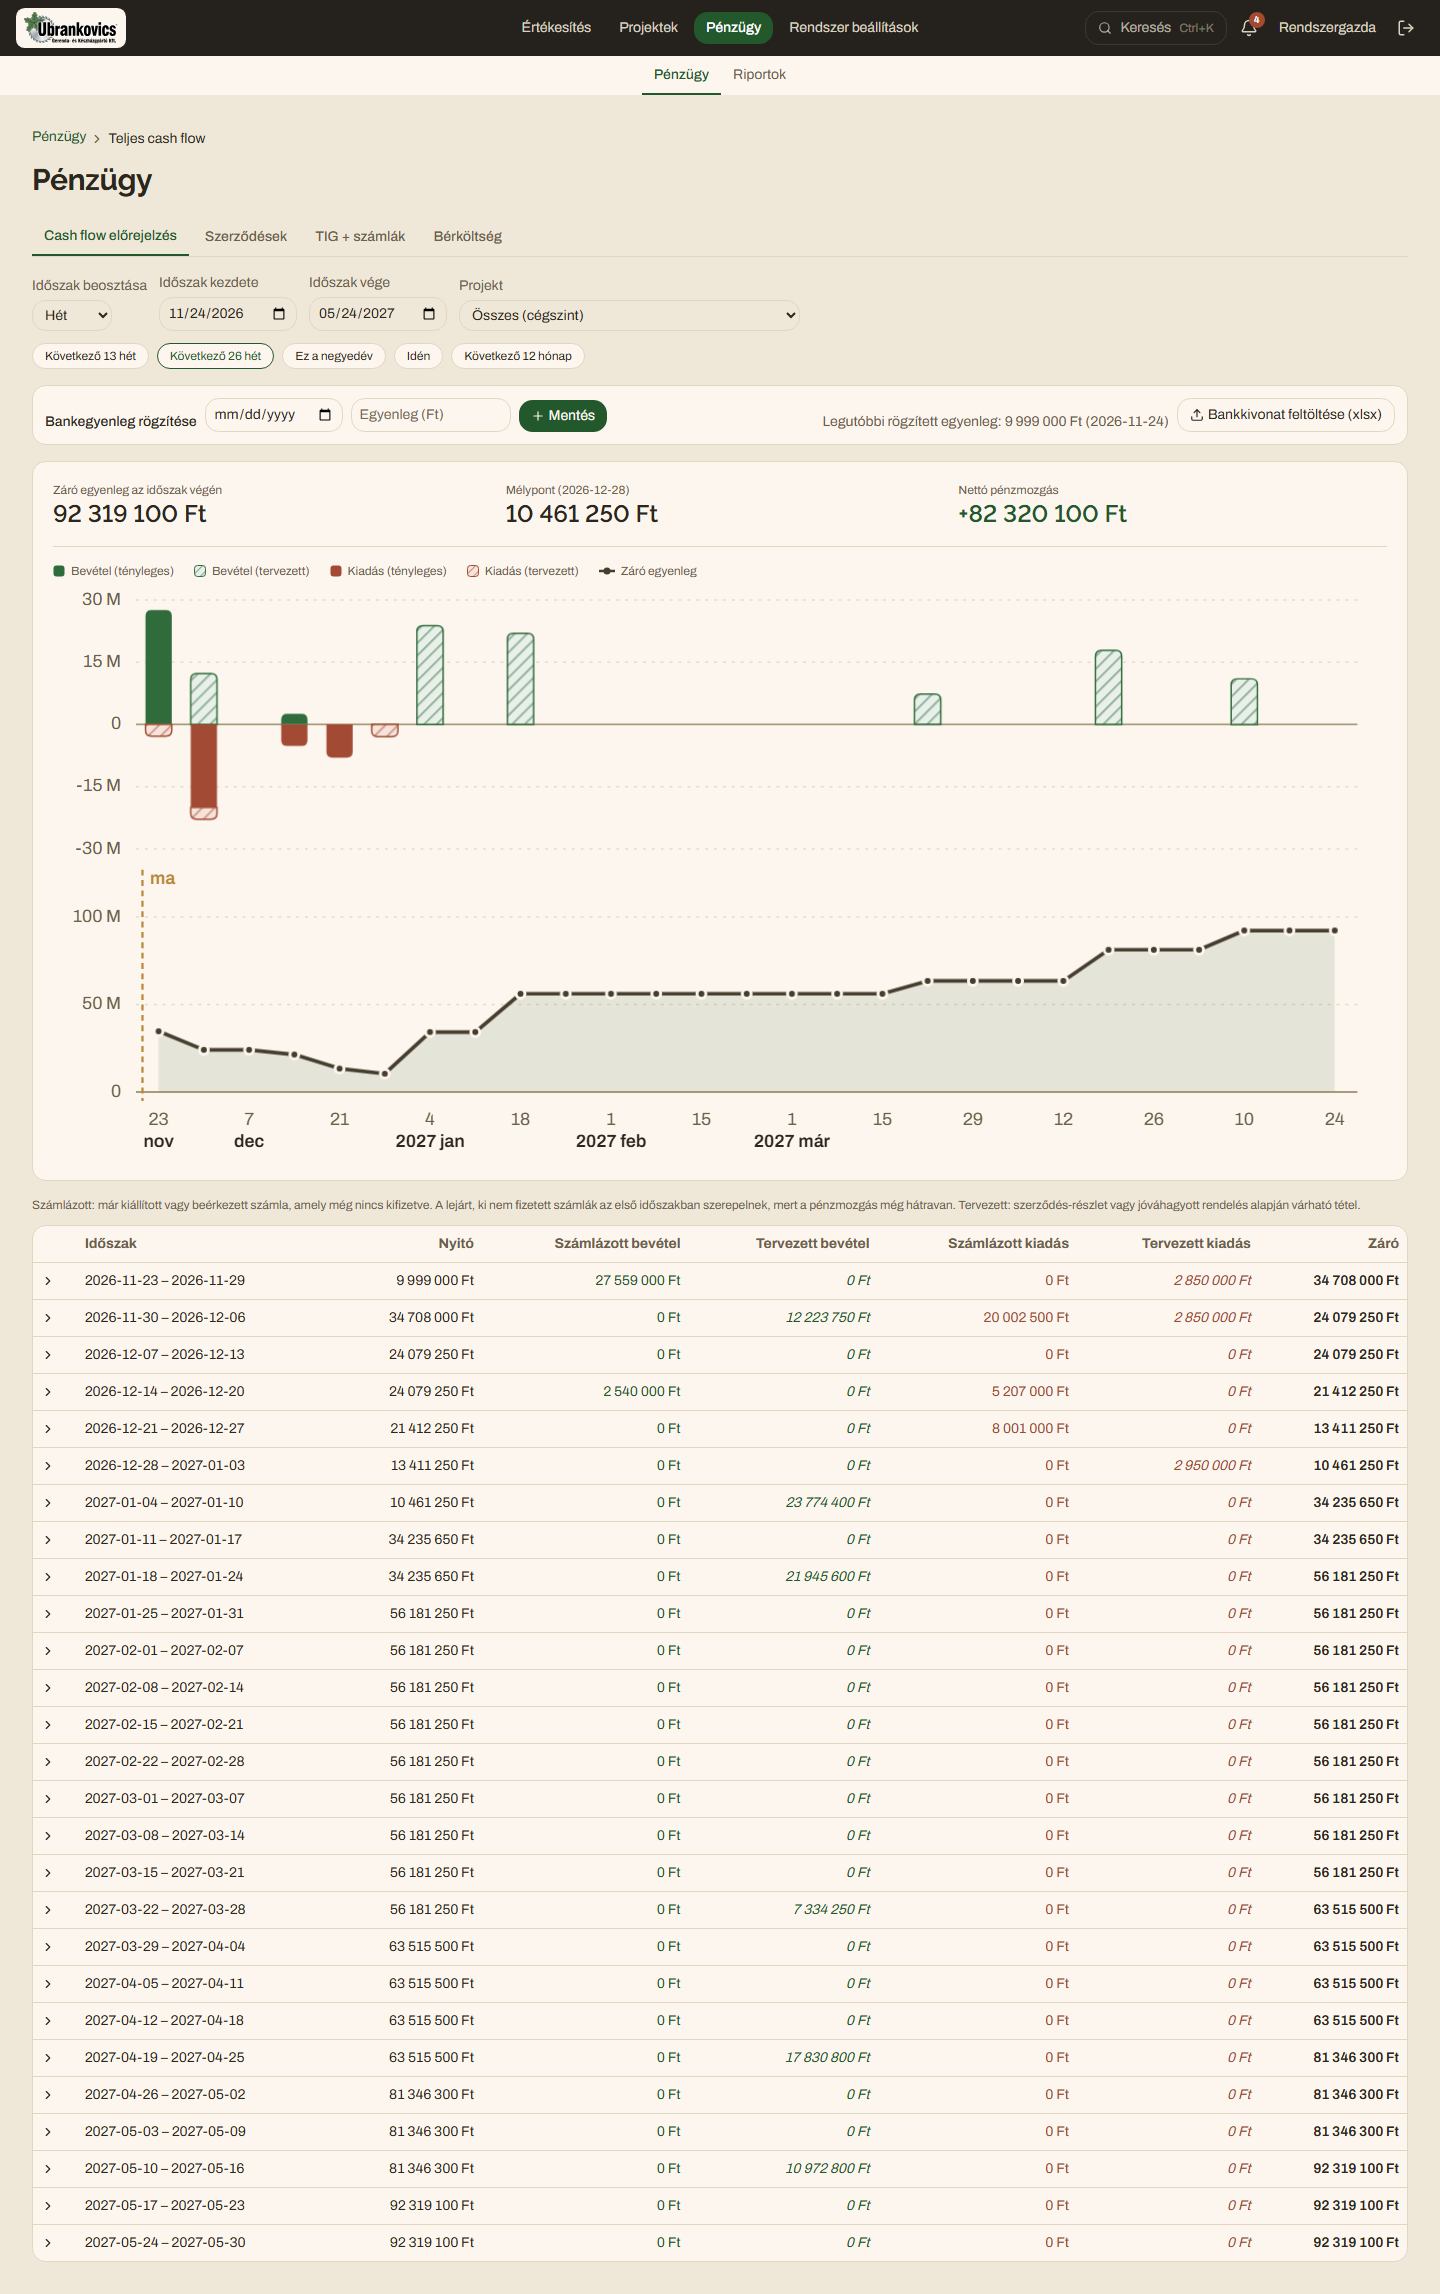 Ubrankovics
Gerenda- és Készházgyártó Kft.
Értékesítés Projektek Pénzügy Rendszer beállítások Keresés Ctrl+K 4 Rendszergazda
Pénzügy Riportok
Pénzügy > Teljes cash flow
Pénzügy
Cash flow előrejelzés Szerződések TIG + számlák Bérköltség
Időszak beosztása Időszak kezdete Időszak vége Projekt
Hét 11/24/2026 05/24/2027 Összes (cégszint)
Következő 13 hét Következő 26 hét Ez a negyedév Idén Következő 12 hónap
Bankegyenleg rögzítése mm/dd/yyyy Egyenleg (Ft) + Mentés Legutóbbi rögzített egyenleg: 9 999 000 Ft (2026-11-24) Bankkivonat feltöltése (xlsx)
Záró egyenleg az időszak végén Mélypont (2026-12-28) Nettó pénzmozgás
92 319 100 Ft 10 461 250 Ft +82 320 100 Ft
Bevétel (tényleges) Bevétel (tervezett) Kiadás (tényleges) Kiadás (tervezett) Záró egyenleg
30 M
15 M
0
-15 M
-30 M
ma
100 M
50 M
0
23 7 21 4 18 1 15 1 15 29 12 26 10 24
nov dec 2027 jan 2027 feb 2027 már
Számlázott: már kiállított vagy beérkezett számla, amely még nincs kifizetve. A lejárt, ki nem fizetett számlák az első időszakban szerepelnek, mert a pénzmozgás még hátravan. Tervezett: szerződés-részlet vagy jóváhagyott rendelés alapján várható tétel.
Időszak Nyitó Számlázott bevétel Tervezett bevétel Számlázott kiadás Tervezett kiadás Záró
2026-11-23 – 2026-11-29 9 999 000 Ft 27 559 000 Ft 0 Ft 0 Ft 2 850 000 Ft 34 708 000 Ft
2026-11-30 – 2026-12-06 34 708 000 Ft 0 Ft 12 223 750 Ft 20 002 500 Ft 2 850 000 Ft 24 079 250 Ft
2026-12-07 – 2026-12-13 24 079 250 Ft 0 Ft 0 Ft 0 Ft 0 Ft 24 079 250 Ft
2026-12-14 – 2026-12-20 24 079 250 Ft 2 540 000 Ft 0 Ft 5 207 000 Ft 0 Ft 21 412 250 Ft
2026-12-21 – 2026-12-27 21 412 250 Ft 0 Ft 0 Ft 8 001 000 Ft 0 Ft 13 411 250 Ft
2026-12-28 – 2027-01-03 13 411 250 Ft 0 Ft 0 Ft 0 Ft 2 950 000 Ft 10 461 250 Ft
2027-01-04 – 2027-01-10 10 461 250 Ft 0 Ft 23 774 400 Ft 0 Ft 0 Ft 34 235 650 Ft
2027-01-11 – 2027-01-17 34 235 650 Ft 0 Ft 0 Ft 0 Ft 0 Ft 34 235 650 Ft
2027-01-18 – 2027-01-24 34 235 650 Ft 0 Ft 21 945 600 Ft 0 Ft 0 Ft 56 181 250 Ft
2027-01-25 – 2027-01-31 56 181 250 Ft 0 Ft 0 Ft 0 Ft 0 Ft 56 181 250 Ft
2027-02-01 – 2027-02-07 56 181 250 Ft 0 Ft 0 Ft 0 Ft 0 Ft 56 181 250 Ft
2027-02-08 – 2027-02-14 56 181 250 Ft 0 Ft 0 Ft 0 Ft 0 Ft 56 181 250 Ft
2027-02-15 – 2027-02-21 56 181 250 Ft 0 Ft 0 Ft 0 Ft 0 Ft 56 181 250 Ft
2027-02-22 – 2027-02-28 56 181 250 Ft 0 Ft 0 Ft 0 Ft 0 Ft 56 181 250 Ft
2027-03-01 – 2027-03-07 56 181 250 Ft 0 Ft 0 Ft 0 Ft 0 Ft 56 181 250 Ft
2027-03-08 – 2027-03-14 56 181 250 Ft 0 Ft 0 Ft 0 Ft 0 Ft 56 181 250 Ft
2027-03-15 – 2027-03-21 56 181 250 Ft 0 Ft 0 Ft 0 Ft 0 Ft 56 181 250 Ft
2027-03-22 – 2027-03-28 56 181 250 Ft 0 Ft 7 334 250 Ft 0 Ft 0 Ft 63 515 500 Ft
2027-03-29 – 2027-04-04 63 515 500 Ft 0 Ft 0 Ft 0 Ft 0 Ft 63 515 500 Ft
2027-04-05 – 2027-04-11 63 515 500 Ft 0 Ft 0 Ft 0 Ft 0 Ft 63 515 500 Ft
2027-04-12 – 2027-04-18 63 515 500 Ft 0 Ft 0 Ft 0 Ft 0 Ft 63 515 500 Ft
2027-04-19 – 2027-04-25 63 515 500 Ft 0 Ft 17 830 800 Ft 0 Ft 0 Ft 81 346 300 Ft
2027-04-26 – 2027-05-02 81 346 300 Ft 0 Ft 0 Ft 0 Ft 0 Ft 81 346 300 Ft
2027-05-03 – 2027-05-09 81 346 300 Ft 0 Ft 0 Ft 0 Ft 0 Ft 81 346 300 Ft
2027-05-10 – 2027-05-16 81 346 300 Ft 0 Ft 10 972 800 Ft 0 Ft 0 Ft 92 319 100 Ft
2027-05-17 – 2027-05-23 92 319 100 Ft 0 Ft 0 Ft 0 Ft 0 Ft 92 319 100 Ft
2027-05-24 – 2027-05-30 92 319 100 Ft 0 Ft 0 Ft 0 Ft 0 Ft 92 319 100 Ft